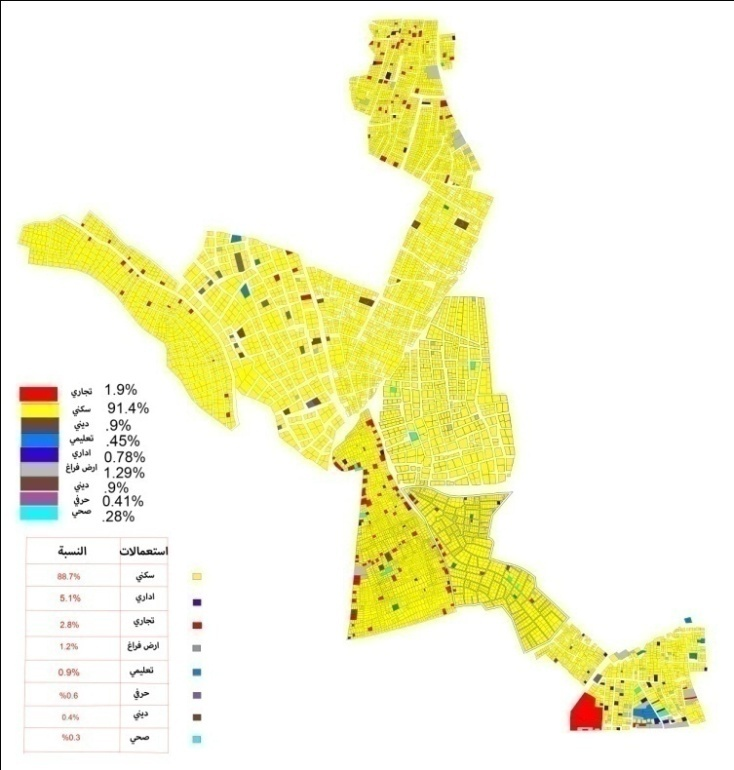 تجاري 1.9%
سكني 91.4%
ديني .9%
تعليمي .45%
اداري 0.78%
ارض فراغ 1.29%
ديني .9%
حرفي 0.41%
صحي .28%
استعمالات النسبة
سكني 88.7%
اداري 5.1%
تجاري 2.8%
ارض فراغ 1.2%
تعليمي 0.9%
حرفي %0.6
ديني 0.4%
صحي %0.3